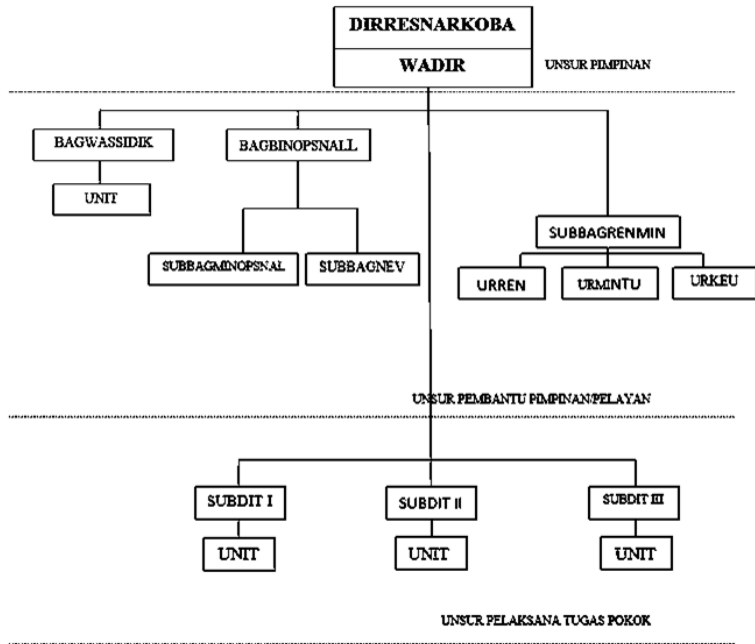 DIRRESNARKOBA
WADIR
UNSUR PIMPINAN
BAGWASSIDIK
BAGBINOPSNALL
UNIT
SUBBAGRENMIN
SUBBAGMINOPSNAL
SUBBAGNEV
URREN
URMINTU
URKEU
UNSUR PEMBANTU PIMPINAN/PELAYAN
SUBDIT I
SUBDIT II
SUBDIT III
UNIT
UNIT
UNIT
UNSUR PELAKSANA TUGAS POKOK